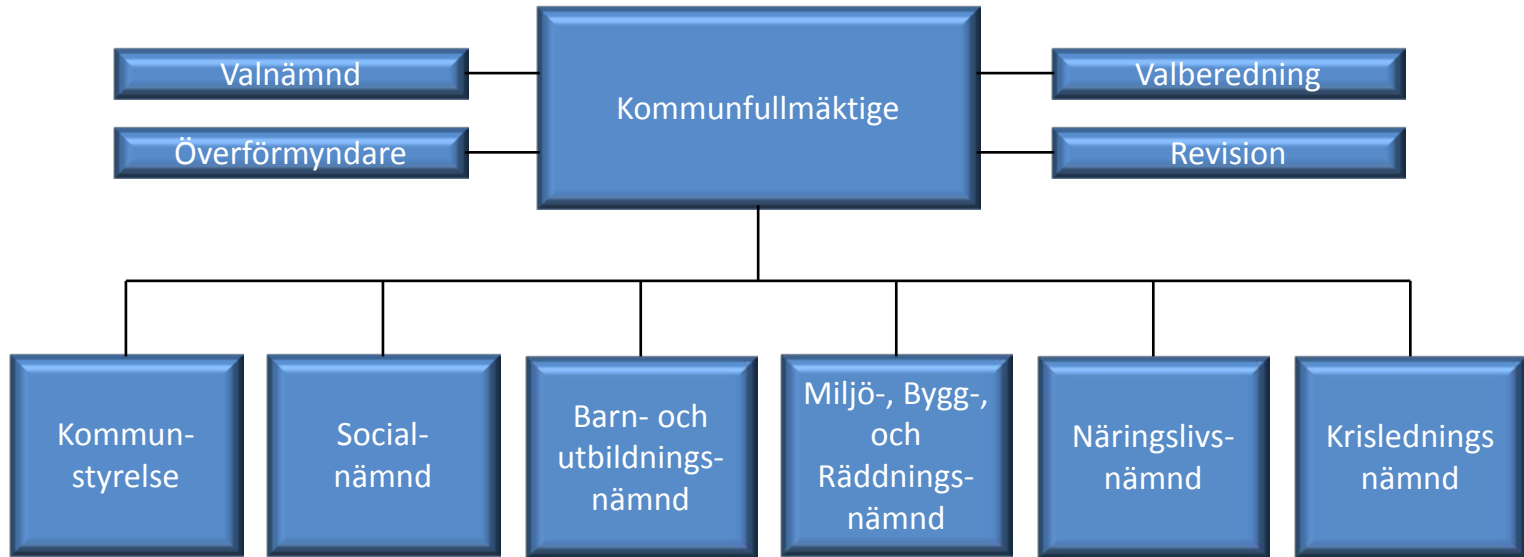 Valnämnd
Kommunfullmäktige
Valberedning
Överförmyndare
Revision
Kommun-
styrelse
Social-
nämnd
Barn- och
utbildnings-
nämnd
Miljö-, Bygg-,
och
Räddnings-
nämnd
Näringslivs-
nämnd
Krislednings
nämnd